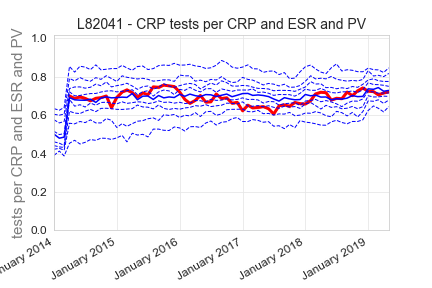 L82041 - CRP tests per CRP and ESR and PV
tests per CRP and ESR and PV
1.0
0.8
0.6
0.4
0.2
0.0
nuary 2014
January 2015
January 2016
January 2017
January 2018
January 2019